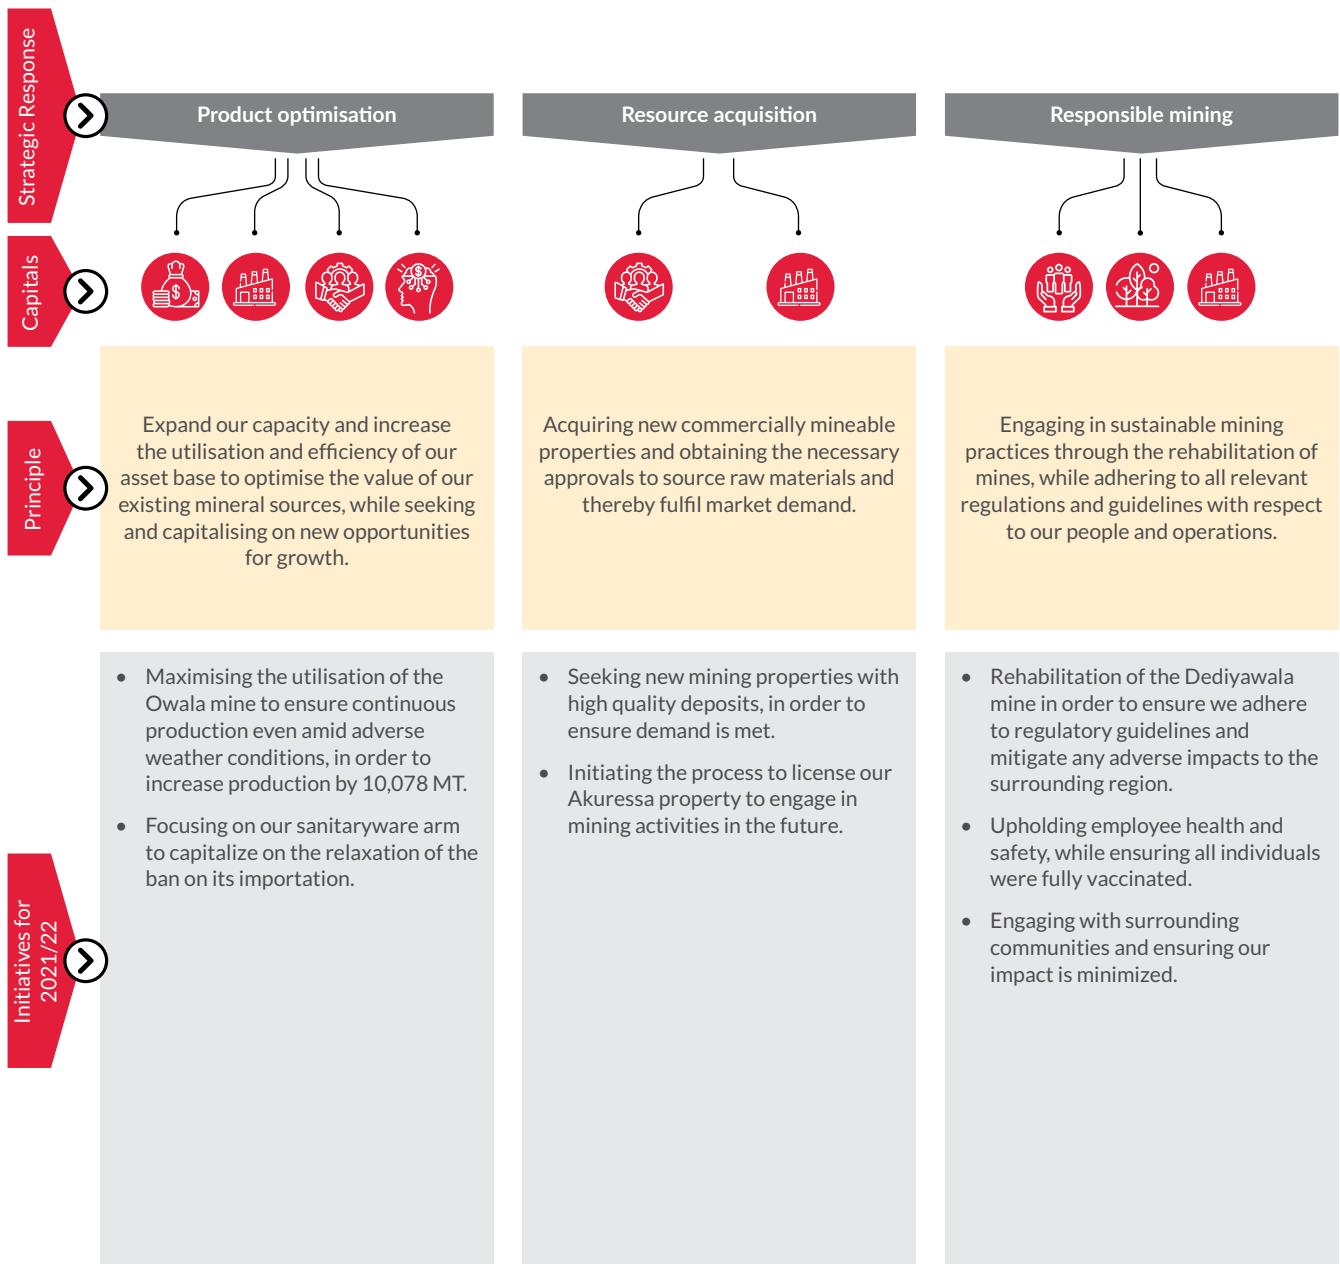 Strategic Response
Product optimisation
Resource acquisition
Responsible mining
Capitals
Principle
Expand our capacity and increase
the utilisation and efficiency of our
asset base to optimise the value of our
existing mineral sources, while seeking
and capitalising on new opportunities
for growth.
Acquiring new commercially mineable
properties and obtaining the necessary
approvals to source raw materials and
thereby fulfil market demand.
Engaging in sustainable mining
practices through the rehabilitation of
mines, while adhering to all relevant
regulations and guidelines with respect
to our people and operations.
Initiatives for
2021/22
• Maximising the utilisation of the
Owala mine to ensure continuous
production even amid adverse
weather conditions, in order to
increase production by 10,078 MT.
• Focusing on our sanitaryware arm
to capitalize on the relaxation of the
ban on its importation.
• Seeking new mining properties with
high quality deposits, in order to
ensure demand is met.
• Initiating the process to license our
Akuressa property to engage in
mining activities in the future.
• Rehabilitation of the Dediyawala
mine in order to ensure we adhere
to regulatory guidelines and
mitigate any adverse impacts to the
surrounding region.
• Upholding employee health and
safety, while ensuring all individuals
were fully vaccinated.
• Engaging with surrounding
communities and ensuring our
impact is minimized.